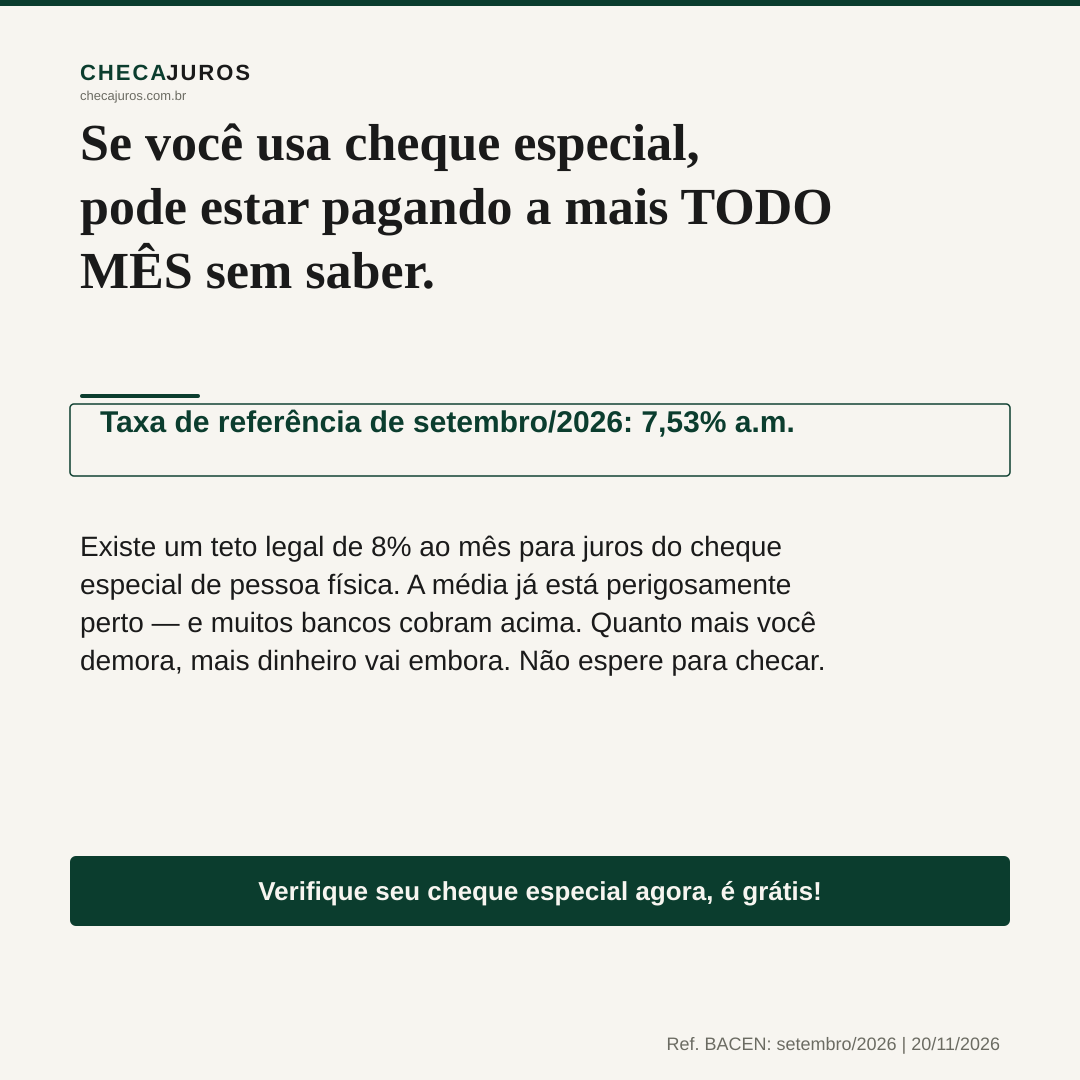 CHECAJUROS
checajuros.com.br
Se você usa cheque especial,
pode estar pagando a mais TODO
MÊS sem saber.
Taxa de referência de setembro/2026: 7,53% a.m.
Existe um teto legal de 8% ao mês para juros do cheque
especial de pessoa física. A média já está perigosamente
perto — e muitos bancos cobram acima. Quanto mais você
demora, mais dinheiro vai embora. Não espere para checar.
Verifique seu cheque especial agora, é grátis!
Ref. BACEN: setembro/2026 | 20/11/2026